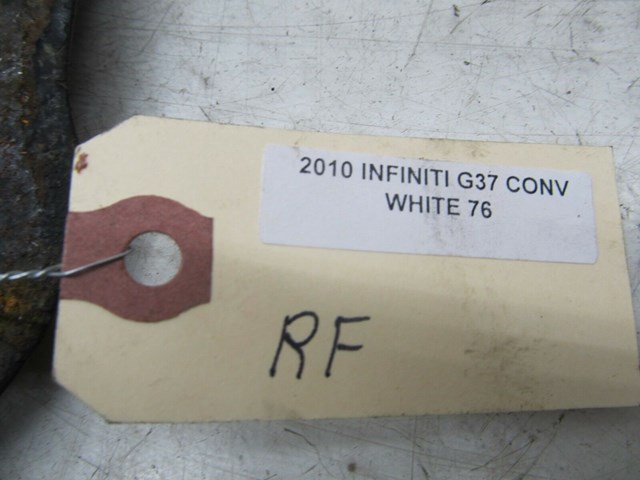 2010 INFINITI G37 CONV
WHITE 76
RF